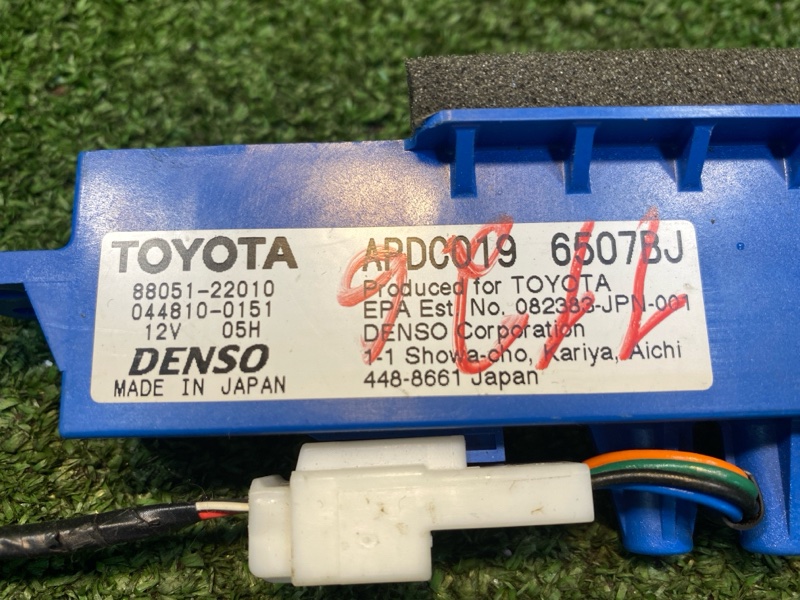 TOYOTA
88051-22010
044810-0151
12V 05H
DENSO
MADE IN JAPAN
APDC019 6507BJ
Produced for TOYOTA
EPA Est No. 082383-JPN-001
DENSO Corporation
1-1 Showa-cho, Kariya, Aichi
448-8661 Japan